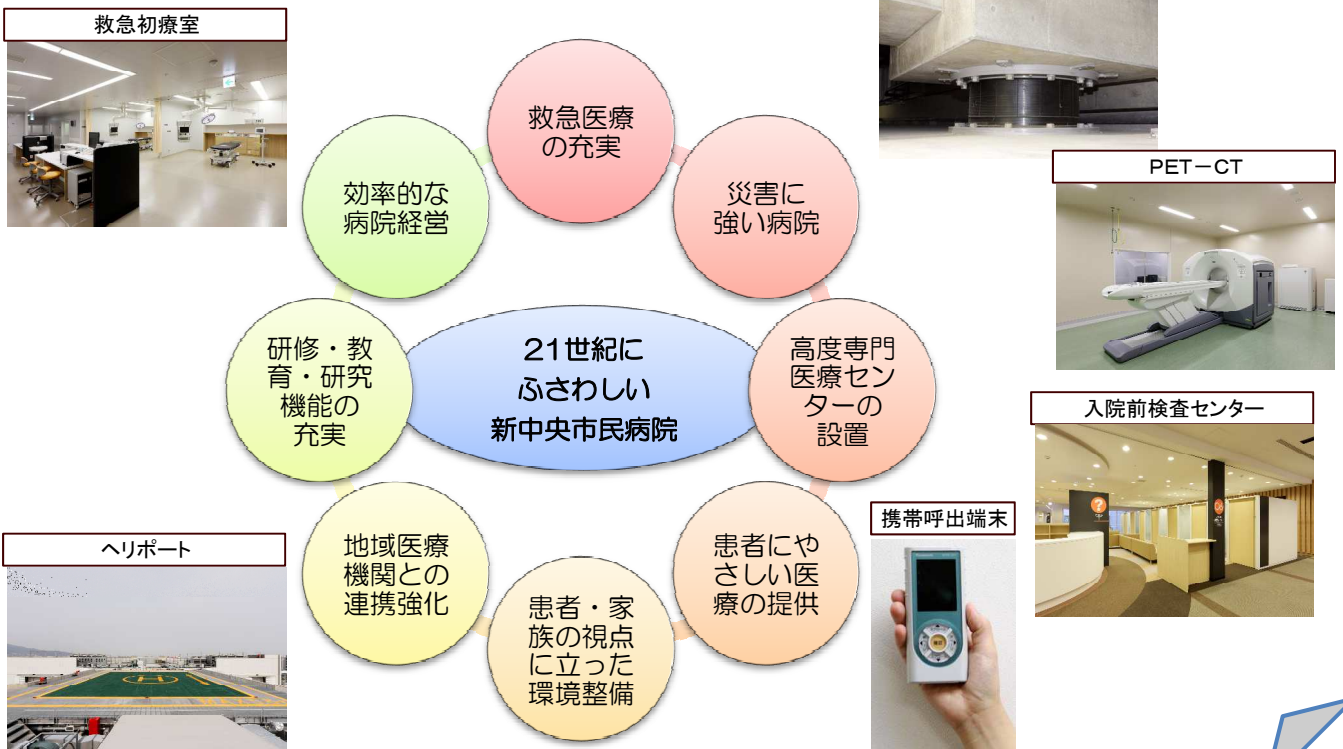 救急初療室
救急医療
の充実
効率的な
病院経営
災害に
強い病院
PET－CT
研修・教
育・研究
機能の
充実
21世紀に
ふさわしい
新中央市民病院
高度専門
医療セン
ターの
設置
入院前検査センター
携帯呼出端末
ヘリポート
地域医療
機関との
連携強化
患者にや
さしい医
療の提供
患者・家
族の視点
に立った
環境整備
H
?